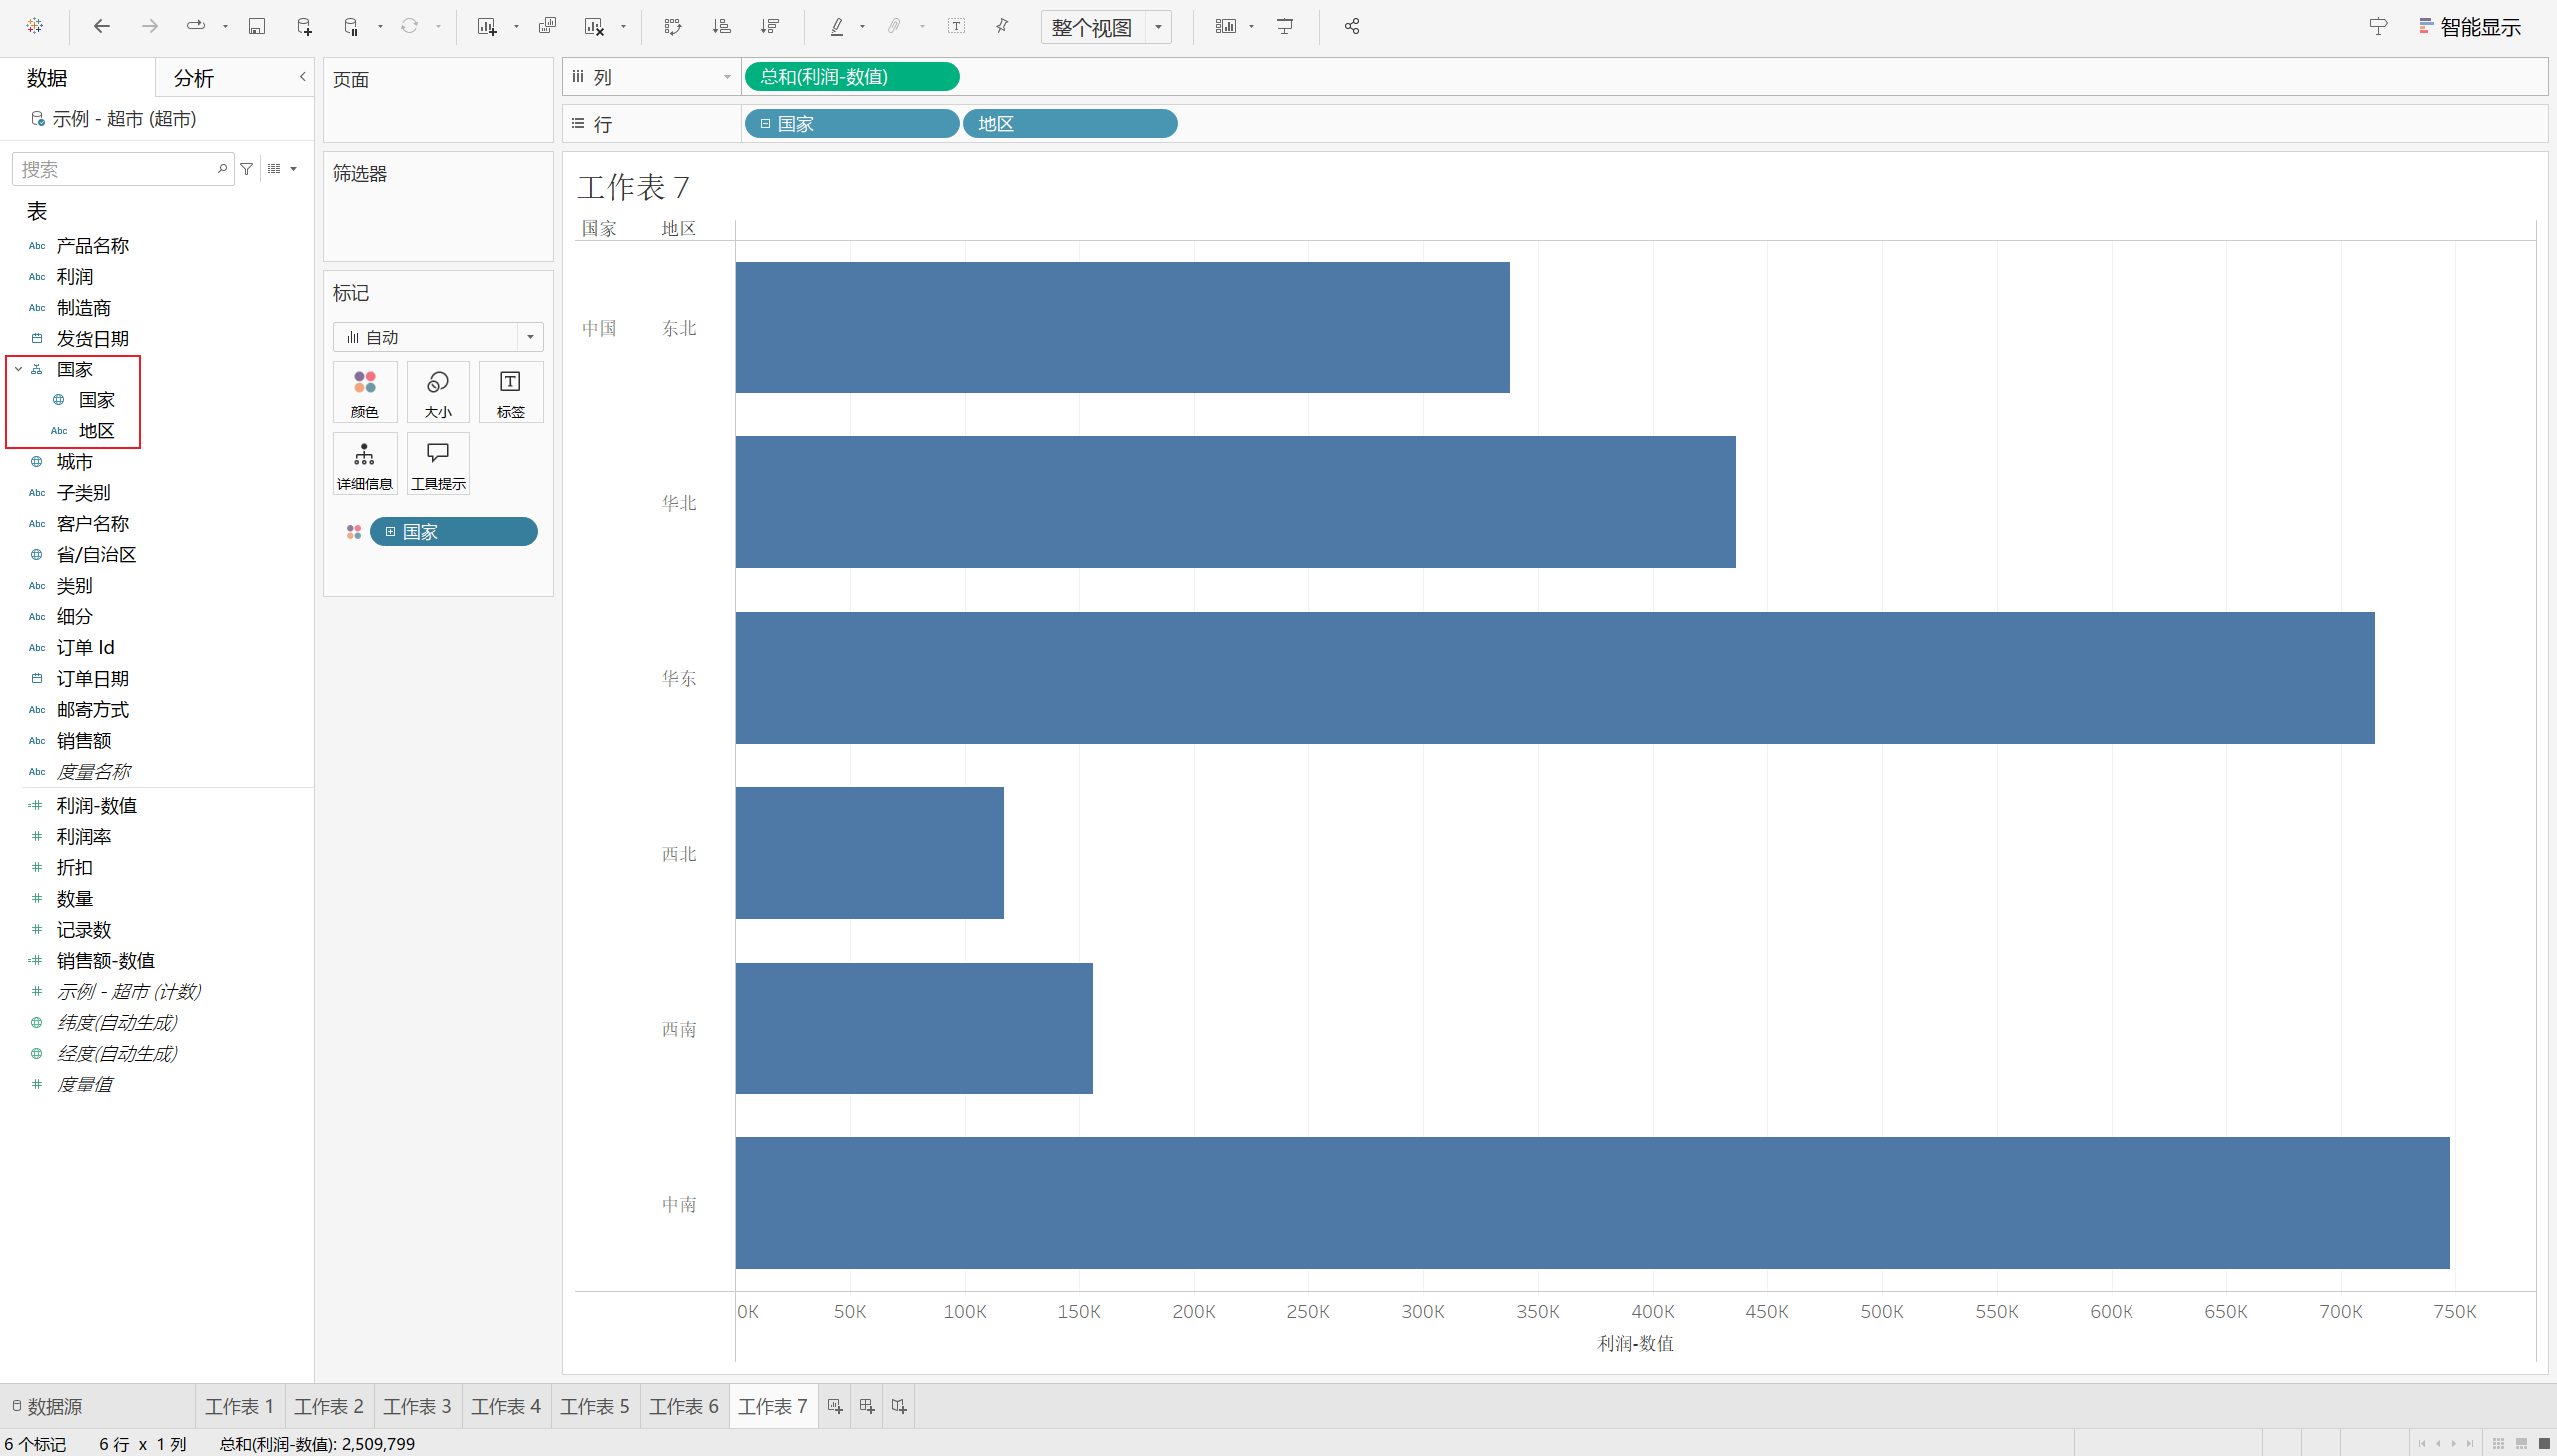 整个视图
智能显示
数据
分析
示例 - 超市 (超市)
搜索
表
Abc 产品名称
Abc 利润
Abc 制造商
发货日期
国家
国家
Abc 地区
城市
Abc 子类别
Abc 客户名称
省/自治区
Abc 类别
Abc 细分
Abc 订单 Id
订单日期
Abc 邮寄方式
Abc 销售额
Abc 度量名称
=# 利润-数值
# 利润率
# 折扣
# 数量
# 记录数
=# 销售额-数值
# 示例 - 超市 (计数)
纬度(自动生成)
经度(自动生成)
# 度量值
页面
筛选器
标记
自动
颜色
大小
标签
详细信息
工具提示
国家
列
总和(利润-数值)
行
国家
地区
工作表 7
国家
地区
中国
东北
华北
华东
西北
西南
中南
0K
50K
100K
150K
200K
250K
300K
350K
400K
450K
500K
550K
600K
650K
700K
750K
利润-数值
数据源
工作表 1
工作表 2
工作表 3
工作表 4
工作表 5
工作表 6
工作表 7
6 个标记
6 行 x 1 列
总和(利润-数值): 2,509,799